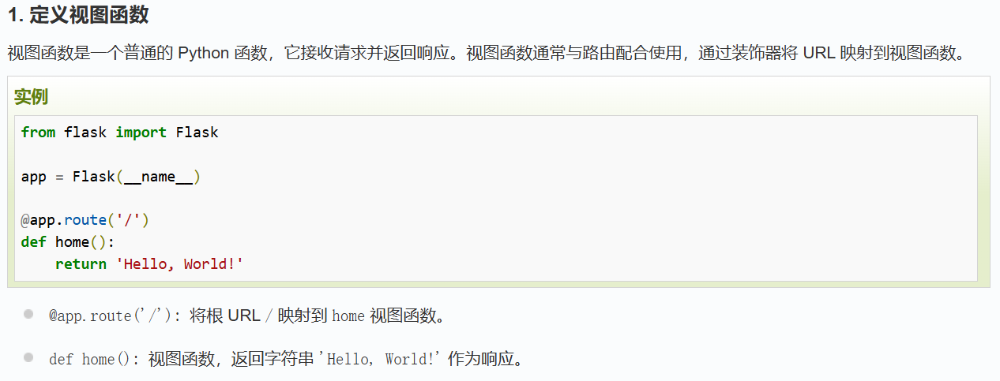 1. 定义视图函数
视图函数是一个普通的 Python 函数，它接收请求并返回响应。视图函数通常与路由配合使用，通过装饰器将 URL 映射到视图函数。
实例
from flask import Flask
app = Flask(__name__)
@app.route('/')
def home():
    return 'Hello, World!'
@app.route('/'): 将根 URL / 映射到 home 视图函数。
def home(): 视图函数，返回字符串 'Hello, World!' 作为响应。